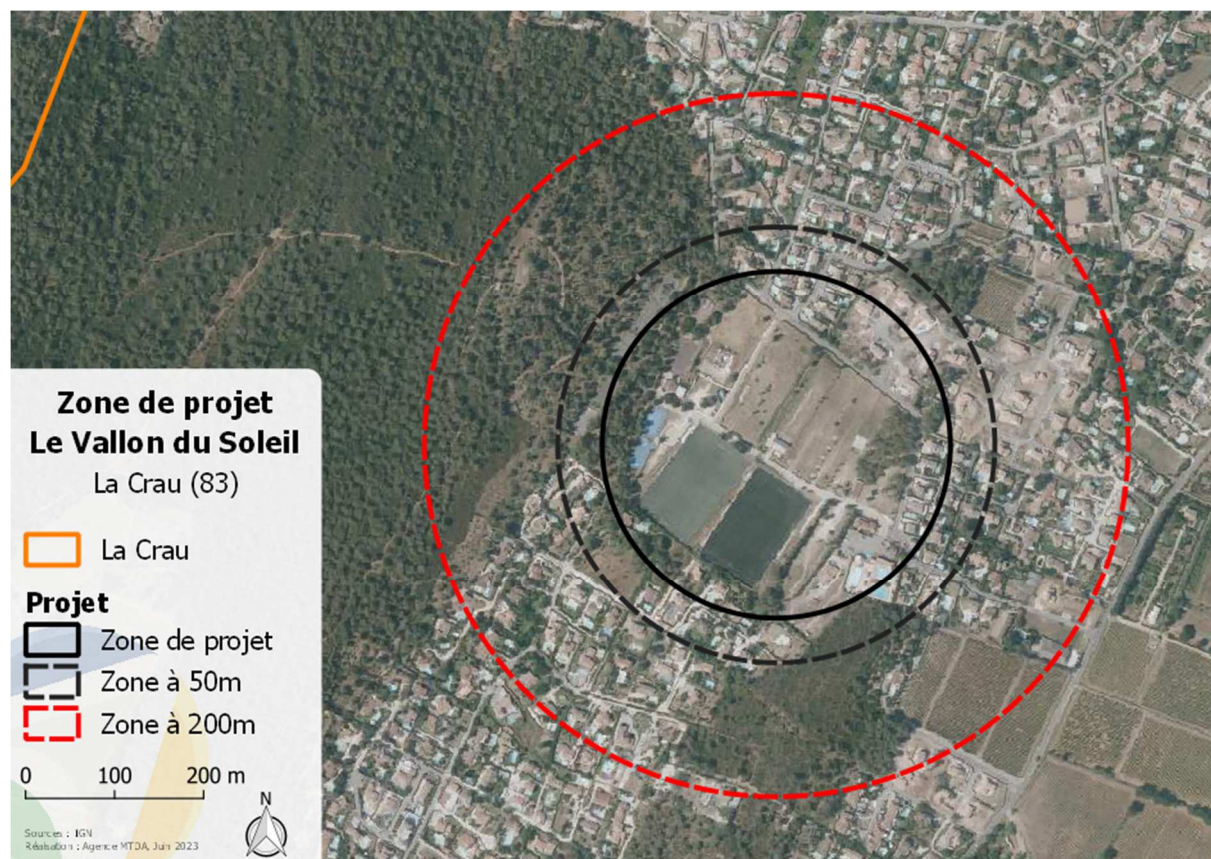 Zone de projet
Le Vallon du Soleil
La Crau (83)
La Crau
Projet
Zone de projet
Zone à 50m
Zone à 200m
0 100 200 m
N
Sources : IGN
Réalisation : Agence MTDA, Juin 2023